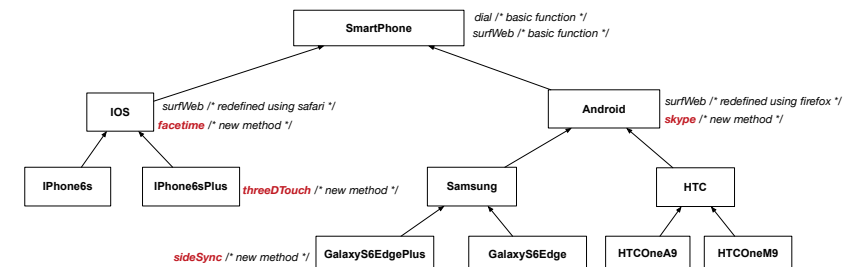 SmartPhone
dial /* basic function */
surfWeb /* basic function */
IOS
surfWeb /* redefined using safari */
facetime /* new method */
Android
surfWeb /* redefined using firefox */
skype /* new method */
IPhone6s
IPhone6sPlus
threeDTouch /* new method */
Samsung
HTC
sideSync /* new method */
GalaxyS6EdgePlus
GalaxyS6Edge
HTCOneA9
HTCOneM9